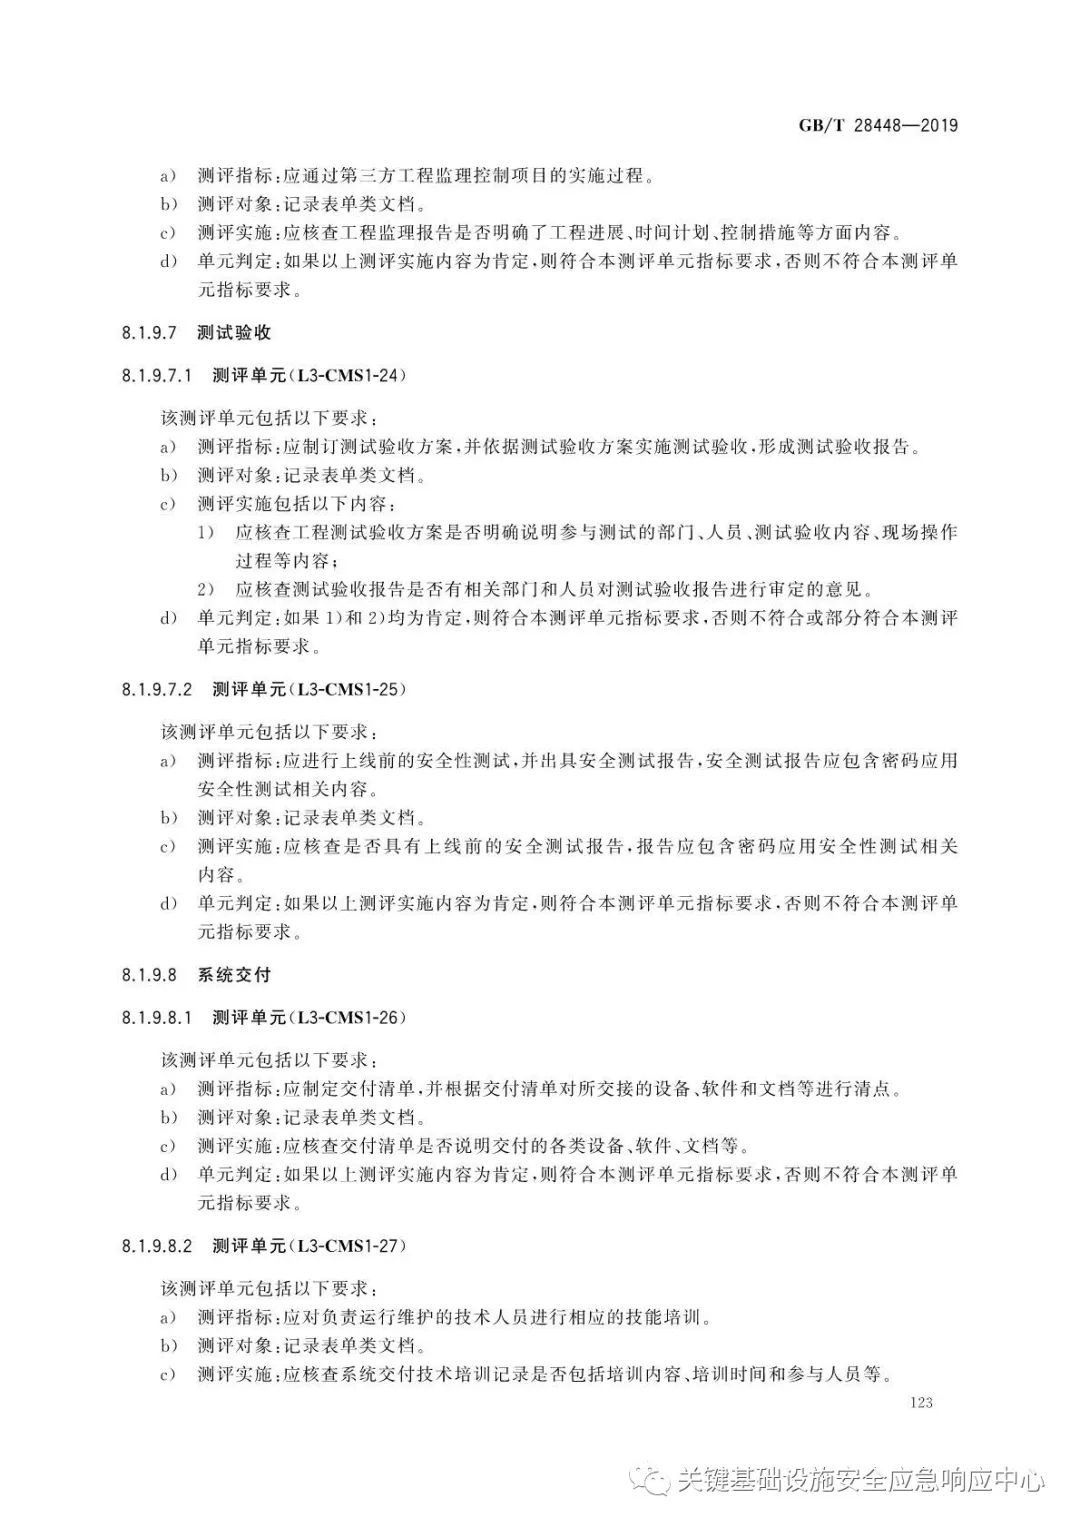 GB/T 28448—2019
a) 测评指标:应通过第三方工程监理控制项目的实施过程。
b) 测评对象:记录表单类文档。
c) 测评实施:应核查工程监理报告是否明确了工程进展、时间计划、控制措施等方面内容。
d) 单元判定:如果以上测评实施内容为肯定,则符合本测评单元指标要求,否则不符合本测评单
元指标要求。
8.1.9.7 测试验收
8.1.9.7.1 测评单元(L3-CMS1-24)
该测评单元包括以下要求:
a) 测评指标:应制订测试验收方案,并依据测试验收方案实施测试验收,形成测试验收报告。
b) 测评对象:记录表单类文档。
c) 测评实施包括以下内容:
1) 应核查工程测试验收方案是否明确说明参与测试的部门、人员、测试验收内容、现场操作
过程等内容;
2) 应核查测试验收报告是否有相关部门和人员对测试验收报告进行审定的意见。
d) 单元判定:如果 1)和 2)均为肯定,则符合本测评单元指标要求,否则不符合或部分符合本测评
单元指标要求。
8.1.9.7.2 测评单元(L3-CMS1-25)
该测评单元包括以下要求:
a) 测评指标:应进行上线前的安全性测试,并出具安全测试报告,安全测试报告应包含密码应用
安全性测试相关内容。
b) 测评对象:记录表单类文档。
c) 测评实施:应核查是否具有上线前的安全测试报告,报告应包含密码应用安全性测试相关
内容。
d) 单元判定:如果以上测评实施内容为肯定,则符合本测评单元指标要求,否则不符合本测评单
元指标要求。
8.1.9.8 系统交付
8.1.9.8.1 测评单元(L3-CMS1-26)
该测评单元包括以下要求:
a) 测评指标:应制定交付清单,并根据交付清单对所交接的设备、软件和文档等进行清点。
b) 测评对象:记录表单类文档。
c) 测评实施:应核查交付清单是否说明交付的各类设备、软件、文档等。
d) 单元判定:如果以上测评实施内容为肯定,则符合本测评单元指标要求,否则不符合本测评单
元指标要求。
8.1.9.8.2 测评单元(L3-CMS1-27)
该测评单元包括以下要求:
a) 测评指标:应对负责运行维护的技术人员进行相应的技能培训。
b) 测评对象:记录表单类文档。
c) 测评实施:应核查系统交付技术培训记录是否包括培训内容、培训时间和参与人员等。
123
关键基础设施安全应急响应中心